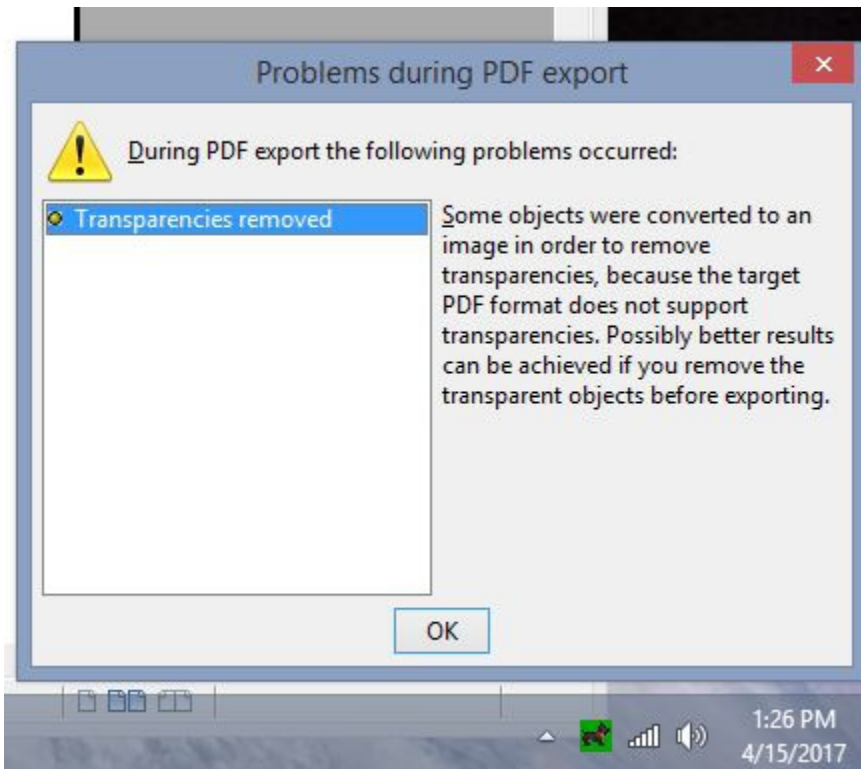 Problems during PDF export
During PDF export the following problems occurred:
Transparencies removed
Some objects were converted to an
image in order to remove
transparencies, because the target
PDF format does not support
transparencies. Possibly better results
can be achieved if you remove the
transparent objects before exporting.
OK
1:26 PM
4/15/2017